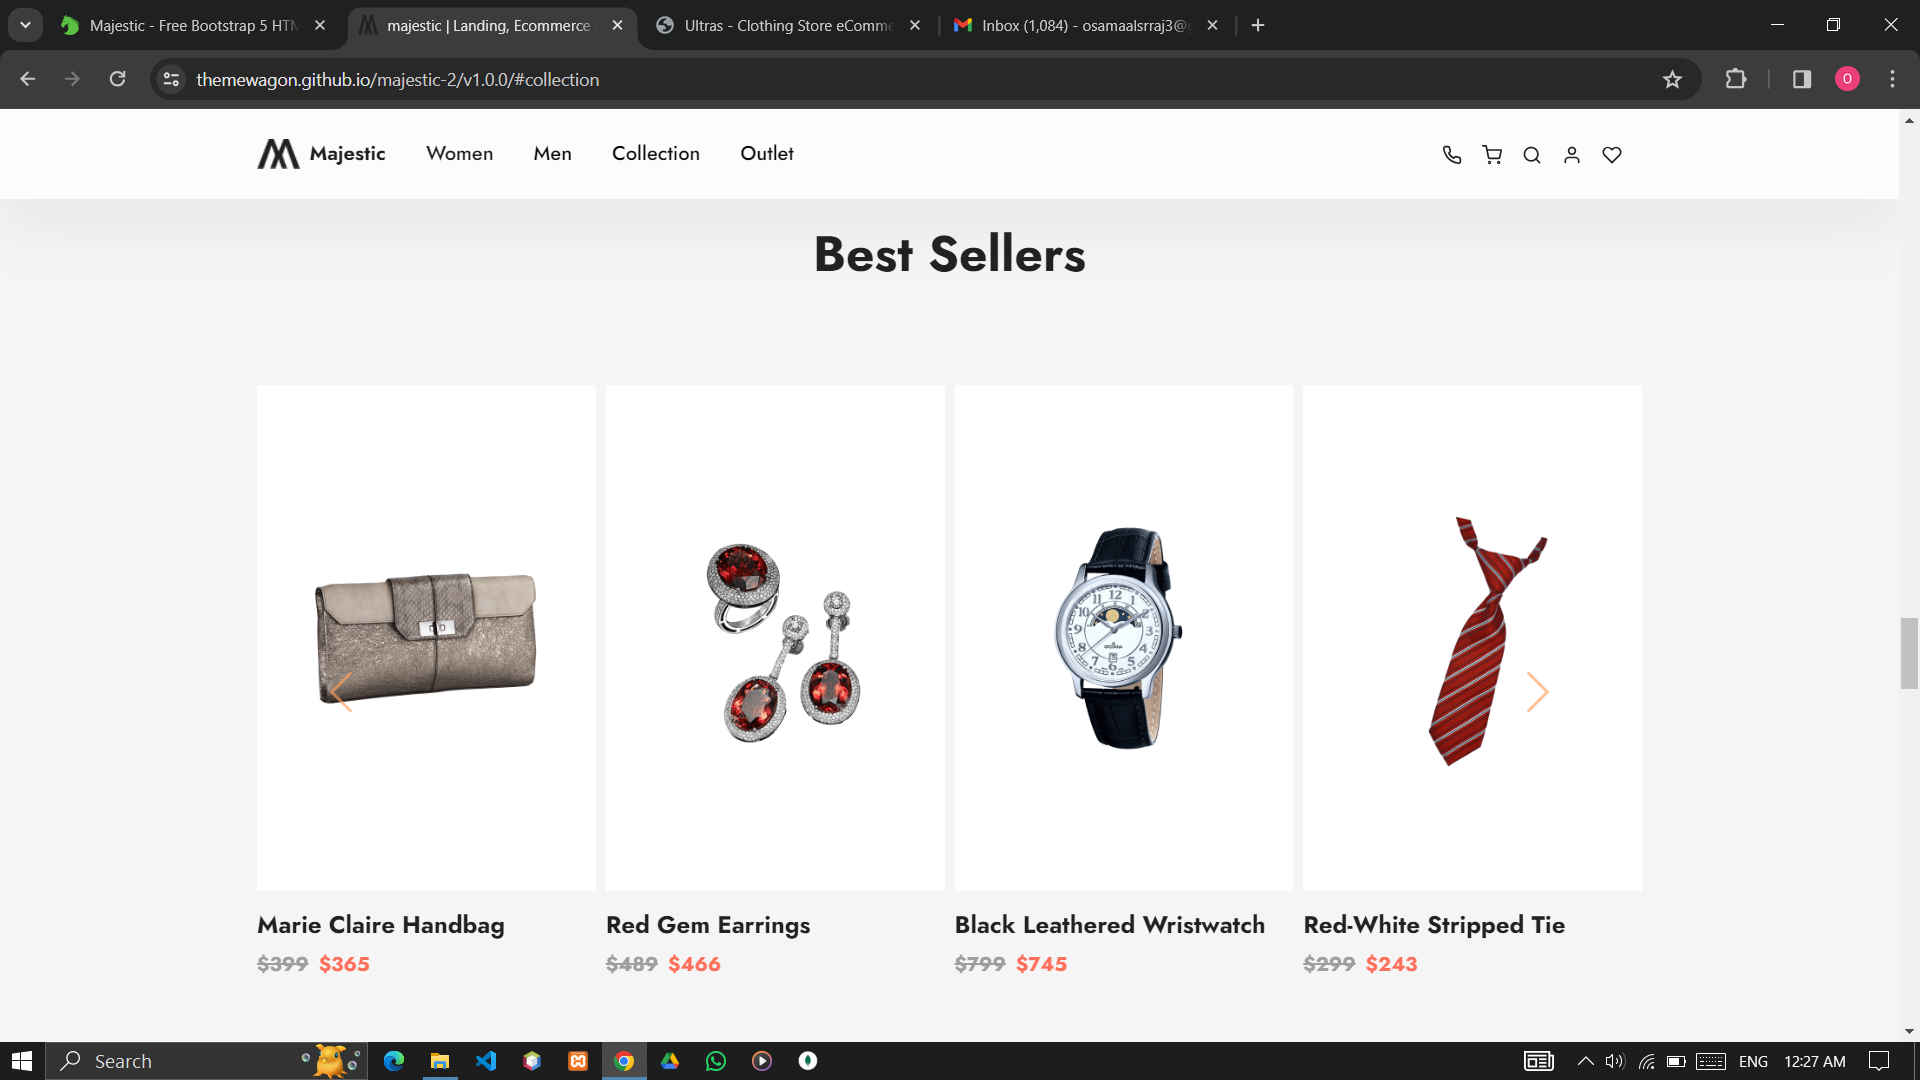 Majestic - Free Bootstrap 5 HTM
majestic | Landing, Ecommerce
Ultras - Clothing Store eComme
Inbox (1,084) - osamaalsrraj3@
themewagon.github.io/majestic-2/v1.0.0/#collection
O
Majestic
Women
Men
Collection
Outlet
Best Sellers
12
Marie Claire Handbag
Red Gem Earrings
Black Leathered Wristwatch
Red-White Stripped Tie
$399 $365
$489 $466
$799 $745
$299 $243
Search
ENG
12:27 AM